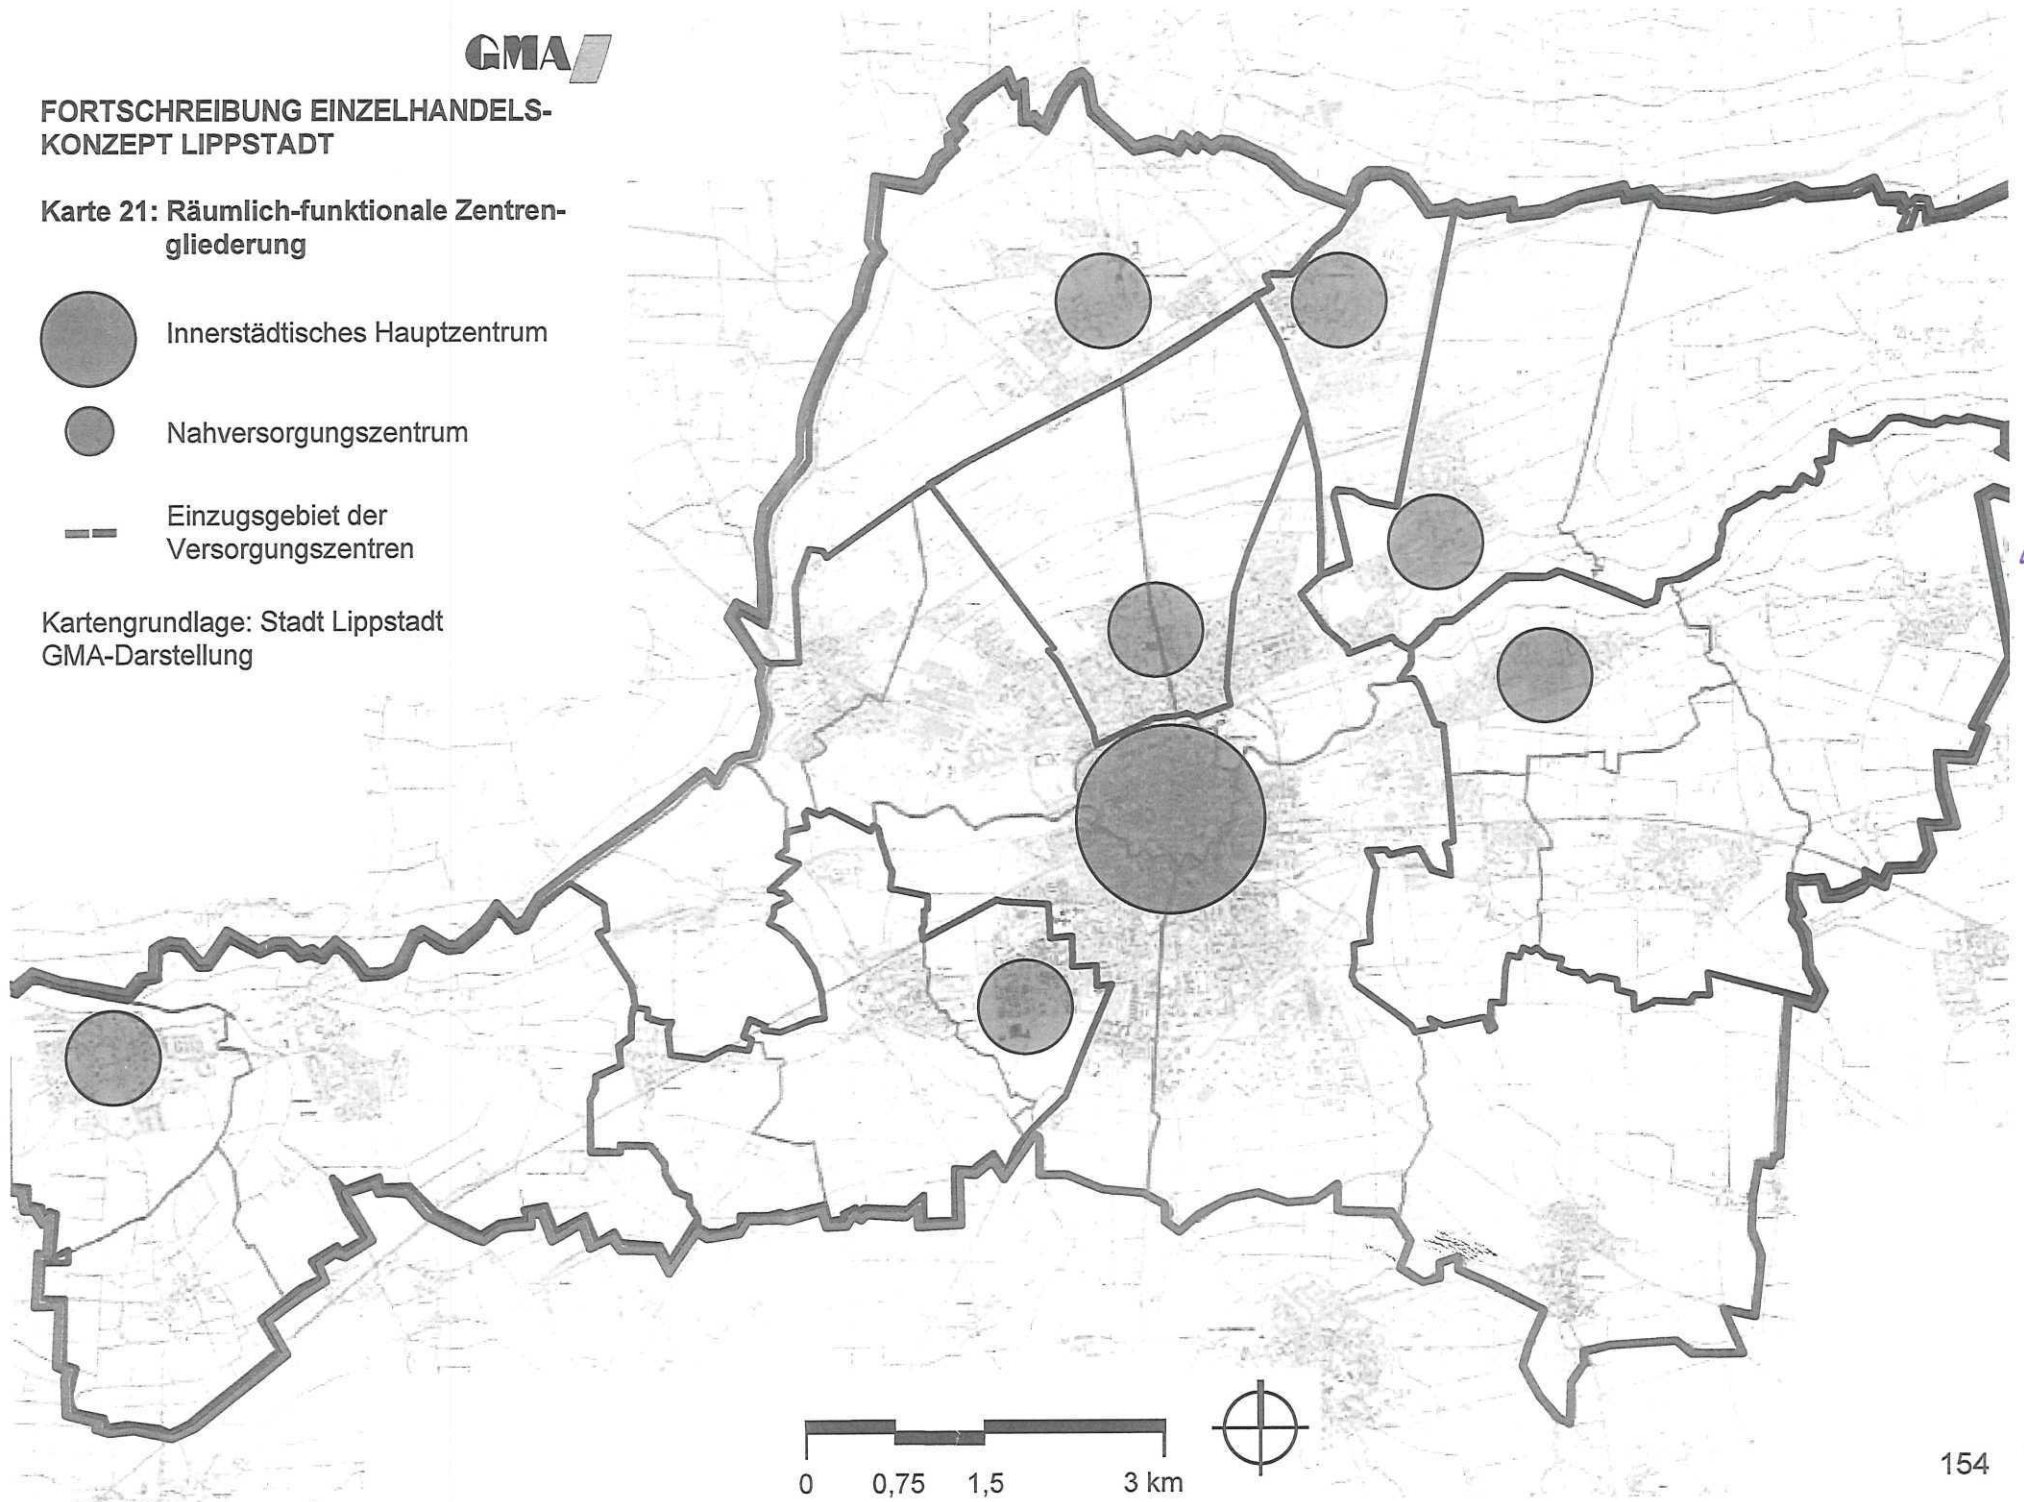 GMA
FORTSCHREIBUNG EINZELHANDELS-
KONZEPT LIPPSTADT
Karte 21: Räumlich-funktionale Zentren-
gliederung
Innerstädtisches Hauptzentrum
Nahversorgungszentrum
Einzugsgebiet der
Versorgungszentren
Kartengrundlage: Stadt Lippstadt
GMA-Darstellung
0 0,75 1,5 3 km
154